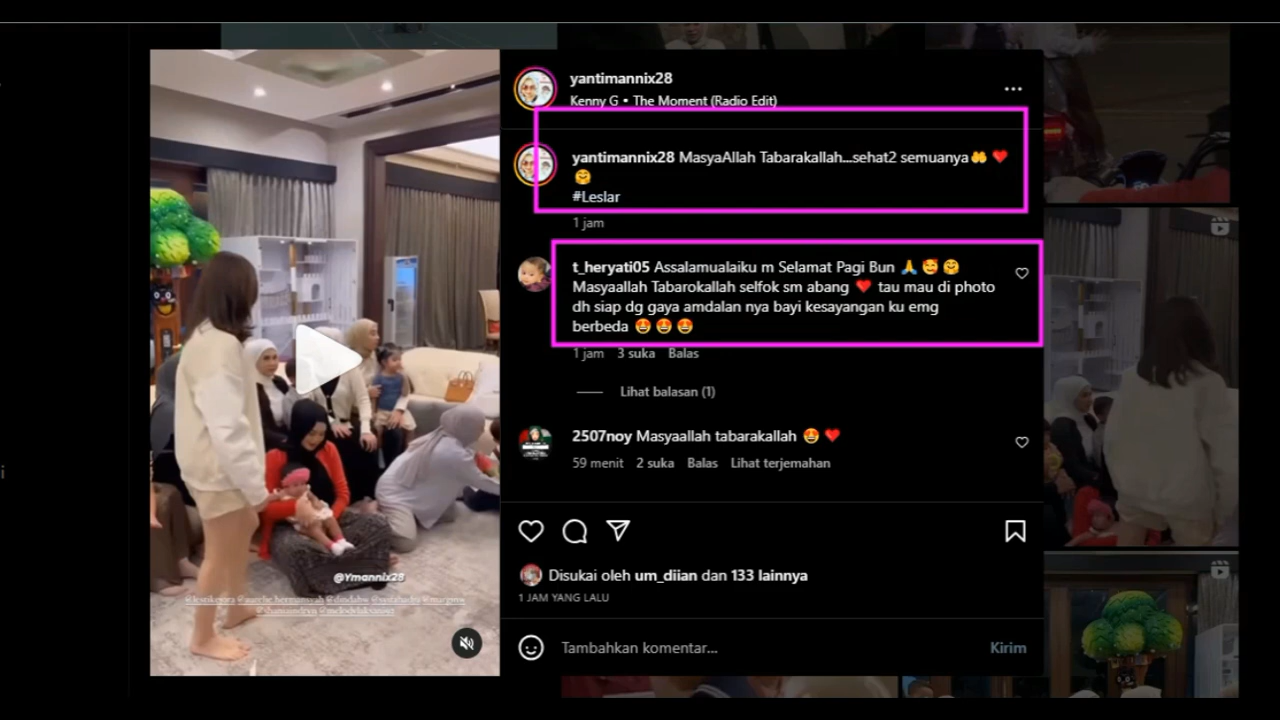 yantimannix28
Kenny G • The Moment (Radio Edit)
yantimannix28 MasyaAllah Tabarakallah...sehat2 semuanya🤲 ❤️
🤗
#Leslar
1 jam
t_heryati05 Assalamualaiku m Selamat Pagi Bun 🙏 🥰 🤗
Masyaallah Tabarokallah selfok sm abang ❤️ tau mau di photo
dh siap dg gaya amdalan nya bayi kesayangan ku emg
berbeda 😍 😍 😍
1 jam 3 suka Balas
Lihat balasan (1)
2507noy Masyaallah tabarakallah 😍 ❤️
59 menit 2 suka Balas Lihat terjemahan
Disukai oleh um_diian dan 133 lainnya
1 JAM YANG LALU
Tambahkan komentar... Kirim
@Ymannix28